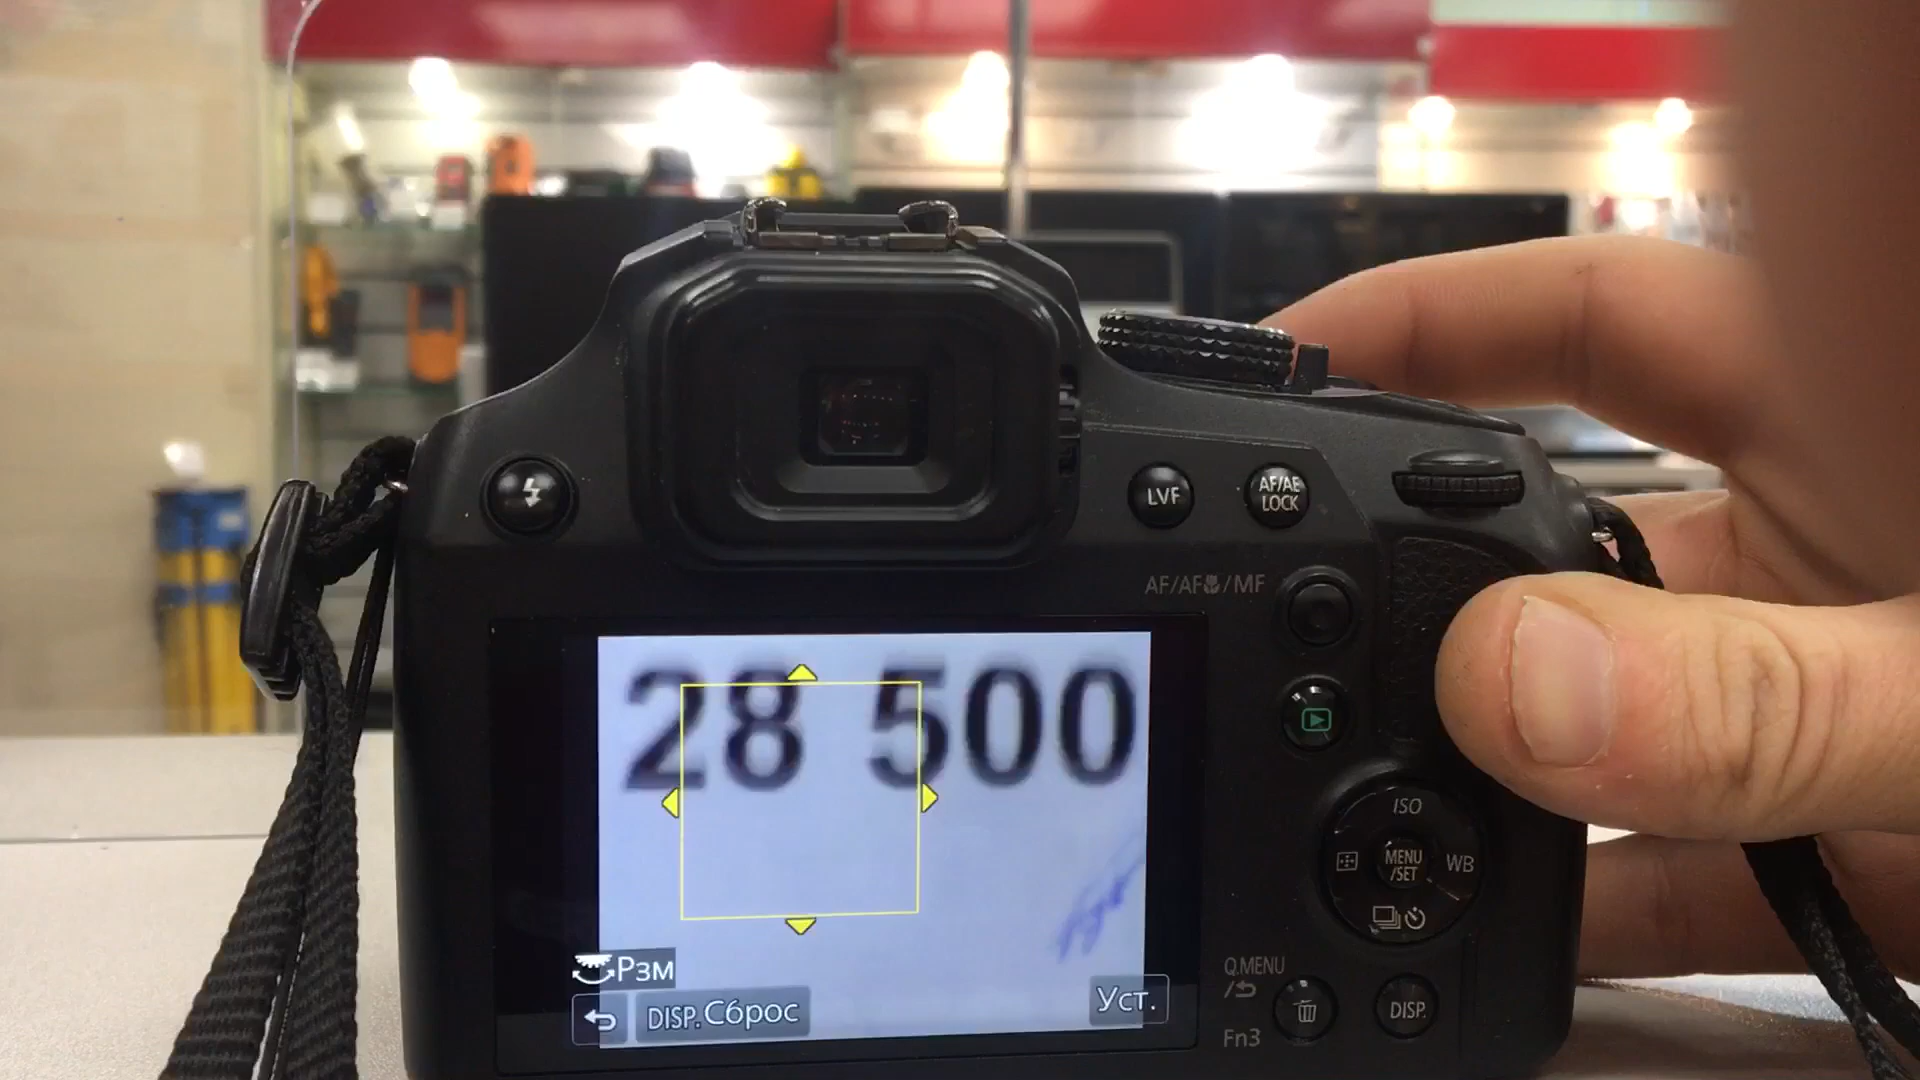 LVF
AF/AE
LOCK
AF/AF/MF
28 500
ISO
MENU
/SET
WB
Рзм
DISP. Сброс
Уст.
Q.MENU
Fn3
DISP.